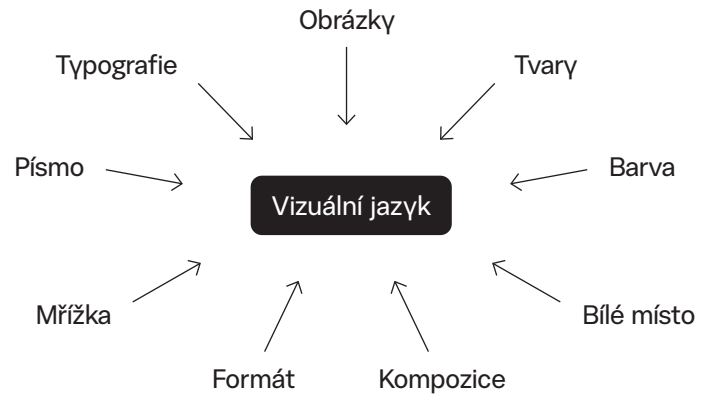 Obrázky
Typografie
Tvary
Písmo
Barva
Vizuální jazyk
Mřížka
Bílé místo
Formát
Kompozice